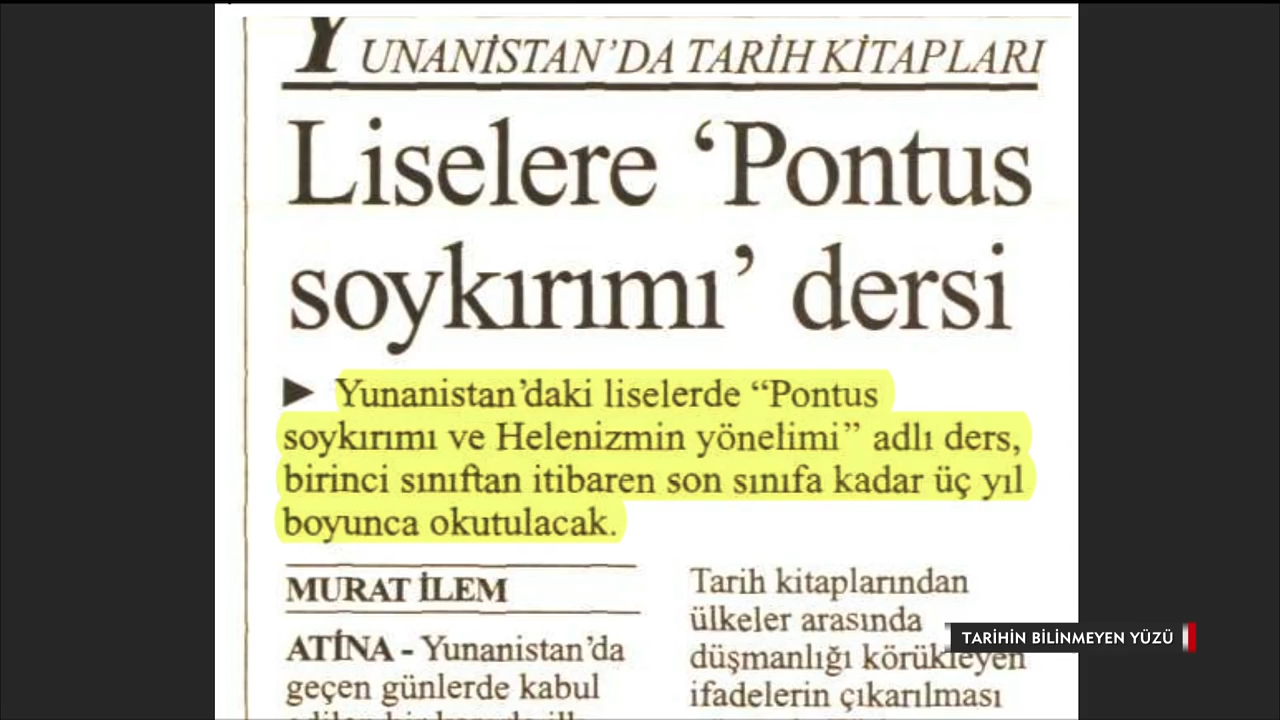 YUNANİSTAN'DA TARİH KİTAPLARI
Liselere ‘Pontus
soykırımı’ dersi
► Yunanistan’daki liselerde “Pontus
soykırımı ve Helenizmin yönelimi” adlı ders,
birinci sınıftan itibaren son sınıfa kadar üç yıl
boyunca okutulacak.
MURAT İLEM
ATİNA - Yunanistan’da
geçen günlerde kabul
Tarih kitaplarından
ülkeler arasında
düşmanlığı körükleyen
ifadelerin çıkarılması
TARİHİN BİLİNMEYEN YÜZÜ